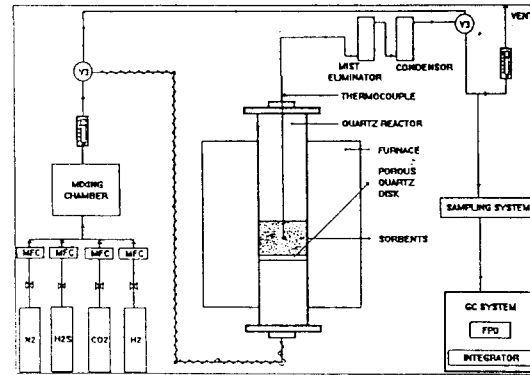 V3
VENT
V3
MIST
ELIMINATOR
CONDENSOR
THERMOCOUPLE
QUARTZ REACTOR
FURNACE
POROUS
QUARTZ
DISK
MIXING
CHAMBER
SAMPLING SYSTEM
SORBENTS
MFC
MFC
MFC
MFC
GC SYSTEM
FPD
INTEGRATOR
N2
H2S
CO2
H2